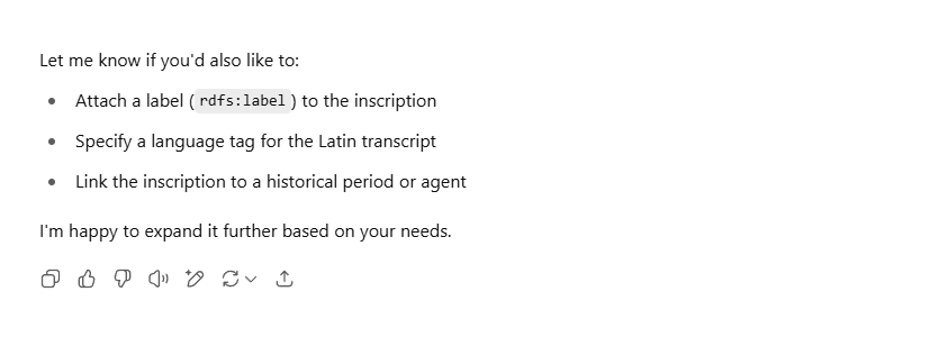 Let me know if you'd also like to:
• Attach a label (rdfs:label) to the inscription
• Specify a language tag for the Latin transcript
• Link the inscription to a historical period or agent
I'm happy to expand it further based on your needs.